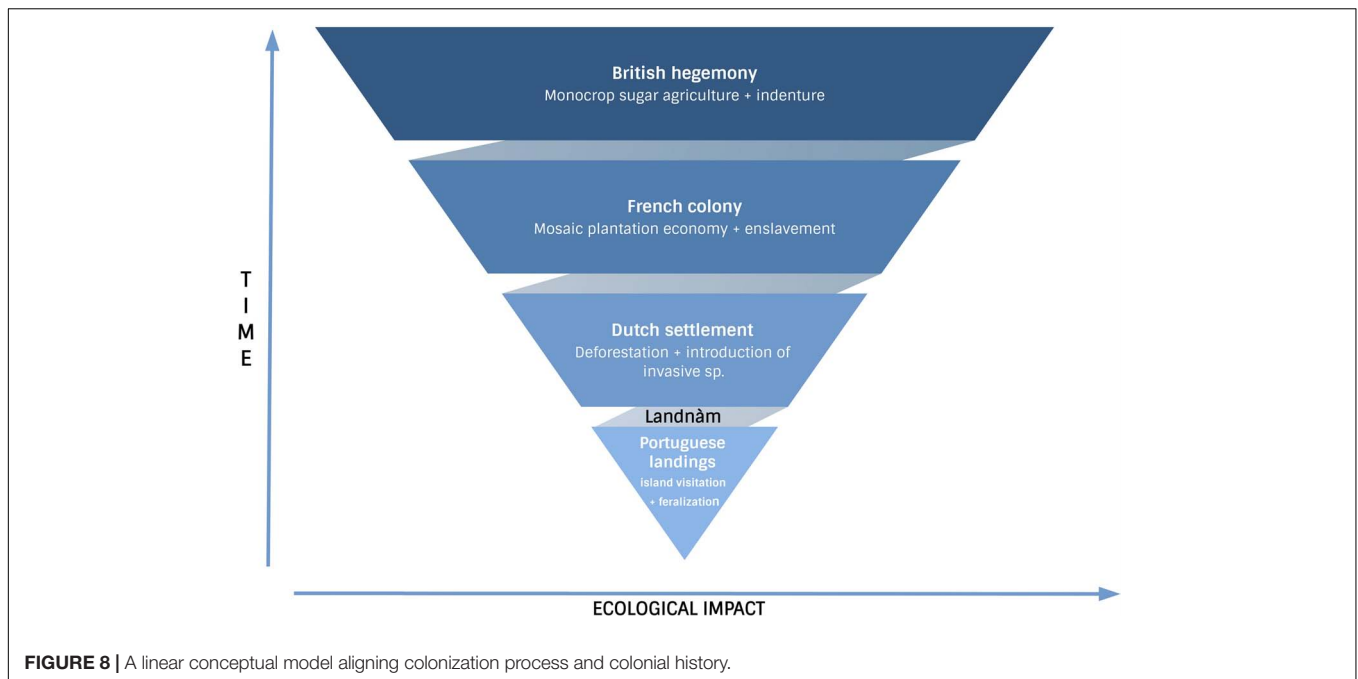 British hegemony
Monocrop sugar agriculture + indenture
French colony
Mosaic plantation economy + enslavement
T
I
M
E
Dutch settlement
Deforestation + introduction of
invasive sp.
Landnàm
Portuguese
landings
island visitation
+ feralization
ECOLOGICAL IMPACT
FIGURE 8 | A linear conceptual model aligning colonization process and colonial history.